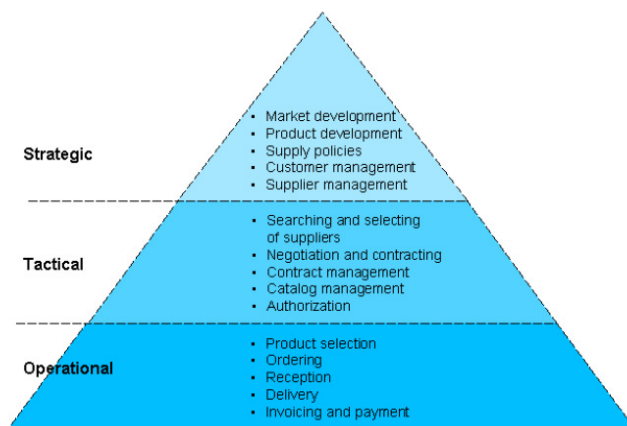 Strategic
▪ Market development
▪ Product development
▪ Supply policies
▪ Customer management
▪ Supplier management
Tactical
▪ Searching and selecting
of suppliers
▪ Negotiation and contracting
▪ Contract management
▪ Catalog management
▪ Authorization
Operational
▪ Product selection
▪ Ordering
▪ Reception
▪ Delivery
▪ Invoicing and payment